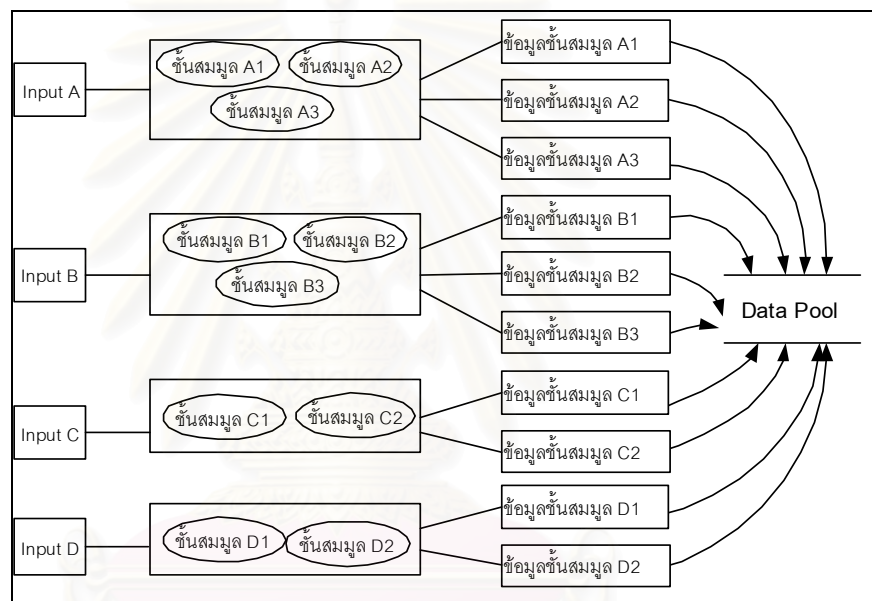 Input A
ชั้นสมมูล A1
ชั้นสมมูล A2
ชั้นสมมูล A3
ข้อมูลชั้นสมมูล A1
ข้อมูลชั้นสมมูล A2
ข้อมูลชั้นสมมูล A3
Input B
ชั้นสมมูล B1
ชั้นสมมูล B2
ชั้นสมมูล B3
ข้อมูลชั้นสมมูล B1
ข้อมูลชั้นสมมูล B2
ข้อมูลชั้นสมมูล B3
Data Pool
Input C
ชั้นสมมูล C1
ชั้นสมมูล C2
ข้อมูลชั้นสมมูล C1
ข้อมูลชั้นสมมูล C2
Input D
ชั้นสมมูล D1
ชั้นสมมูล D2
ข้อมูลชั้นสมมูล D1
ข้อมูลชั้นสมมูล D2